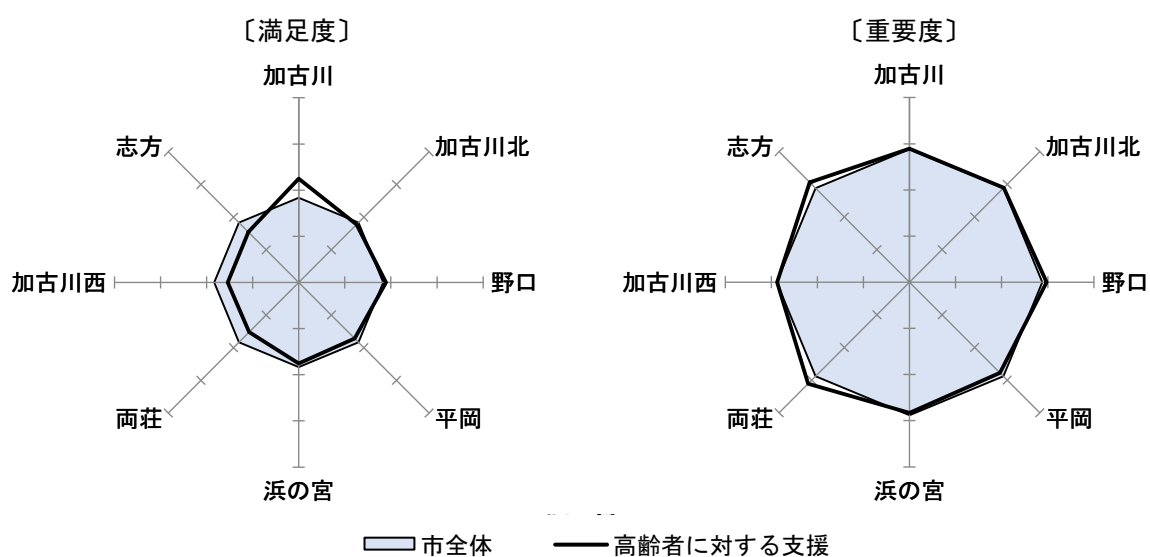 〔満足度〕
加古川
加古川北
野口
平岡
浜の宮
両荘
加古川西
志方
〔重要度〕
加古川
加古川北
野口
平岡
浜の宮
両荘
加古川西
志方
市全体
高齢者に対する支援